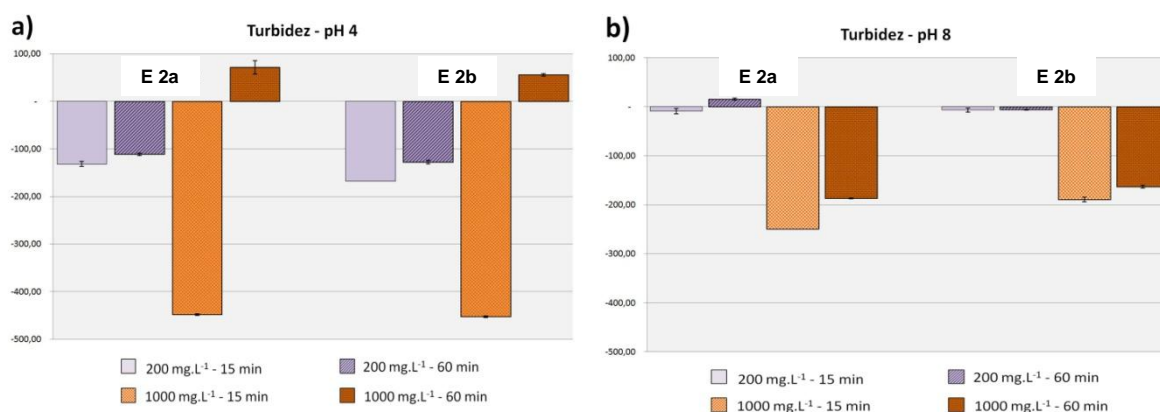 a)
Turbidez - pH 4
100,00
-
-100,00
-200,00
-300,00
-400,00
-500,00
E 2a
E 2b
200 mg.L⁻¹ - 15 min
200 mg.L⁻¹ - 60 min
1000 mg.L⁻¹ - 15 min
1000 mg.L⁻¹ - 60 min
b)
Turbidez - pH 8
100,00
-
-100,00
-200,00
-300,00
-400,00
-500,00
E 2a
E 2b
200 mg.L⁻¹ - 15 min
200 mg.L⁻¹ - 60 min
1000 mg.L⁻¹ - 15 min
1000 mg.L⁻¹ - 60 min